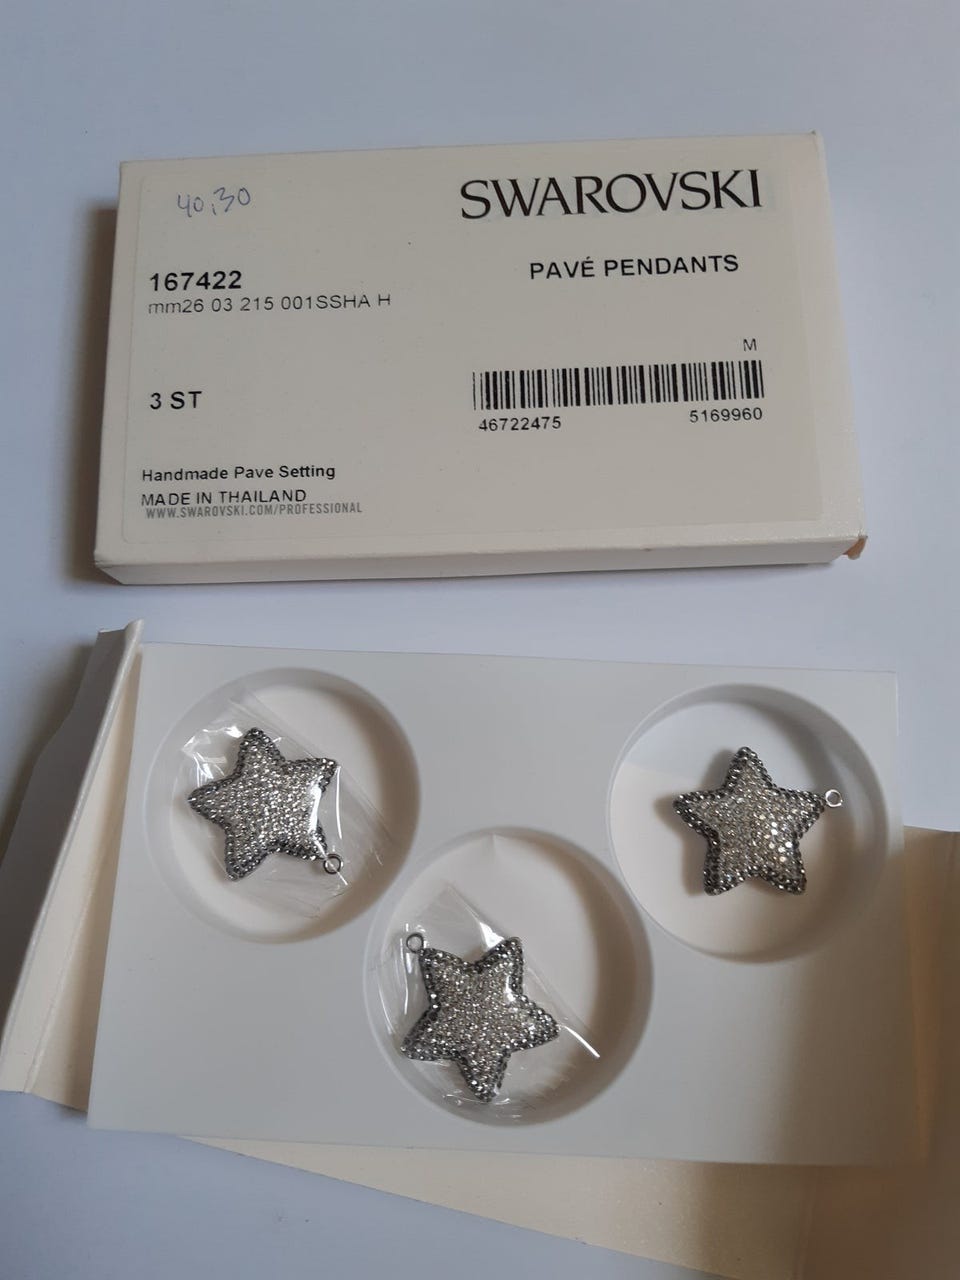 40,30
SWAROVSKI
PAVÉ PENDANTS
167422
mm26 03 215 001SSHA H
M
3 ST
46722475 5169960
Handmade Pave Setting
MADE IN THAILAND
WWW.SWAROVSKI.COM/PROFESSIONAL